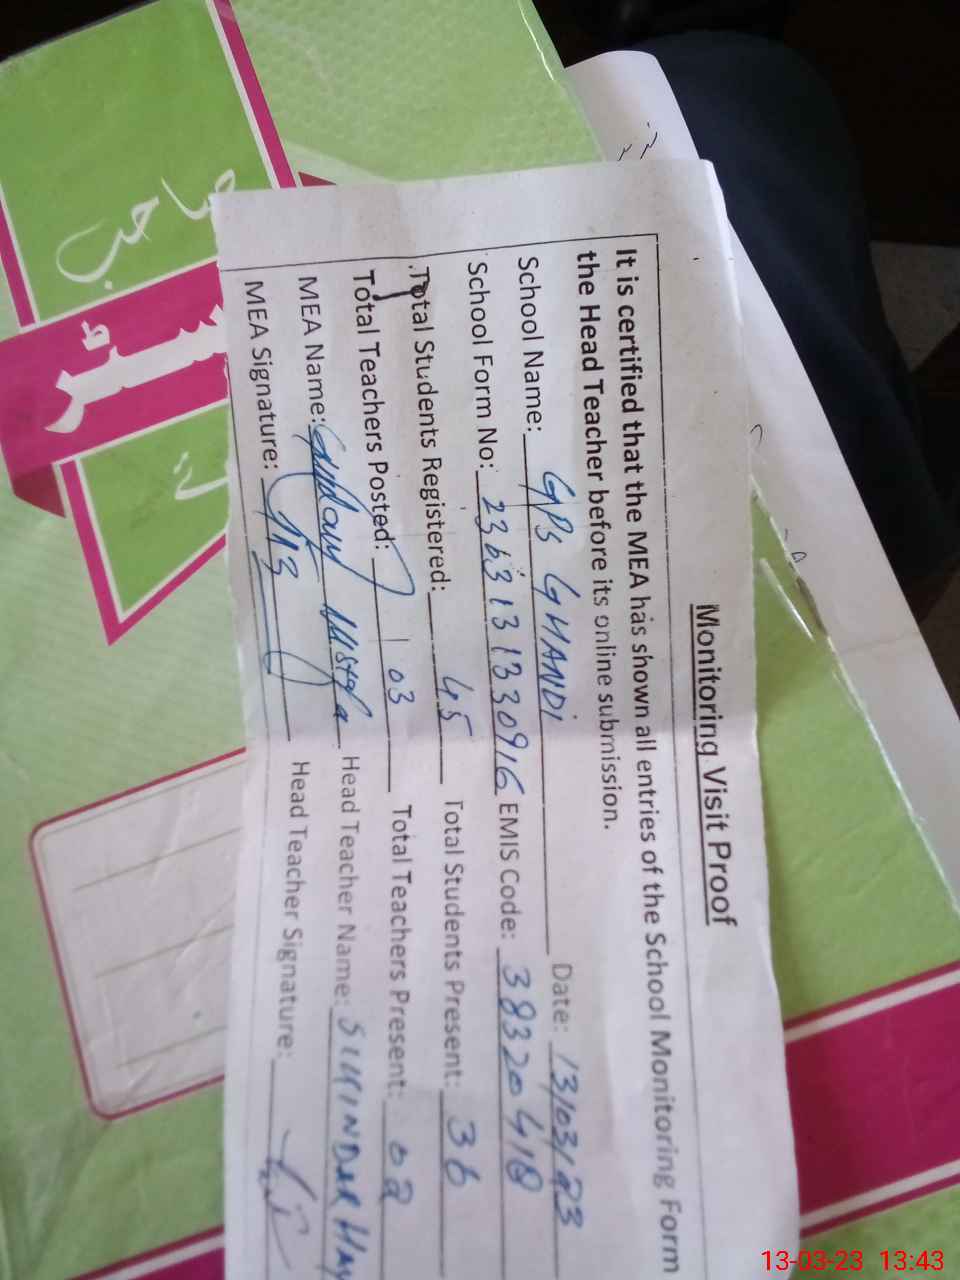 Monitoring Visit Proof
It is certified that the MEA has shown all entries of the School Monitoring Form
the Head Teacher before its online submission.
School Name: GPS GHANDI Date: 13/03/23
School Form No: 2363131330916 EMIS Code: 38320418
Total Students Registered: 45 Total Students Present: 36
Total Teachers Posted: 03 Total Teachers Present: 02
MEA Name: Head Teacher Name:
MEA Signature: Head Teacher Signature:
13-03-23 13:43